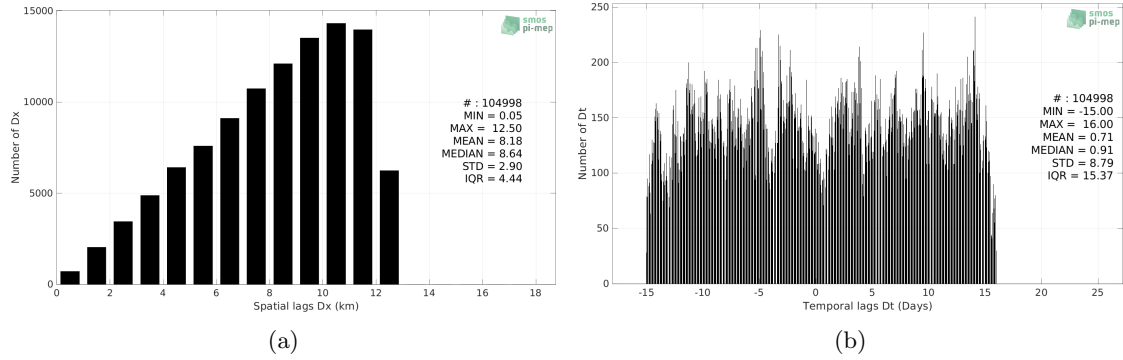 15000
10000
5000
0
Number of Dx
0 2 4 6 8 10 12 14 16 18
Spatial lags Dx (km)
smos
pi-mep
# : 104998
MIN = 0.05
MAX = 12.50
MEAN = 8.18
MEDIAN = 8.64
STD = 2.90
IQR = 4.44
(a)
250
200
150
100
50
0
Number of Dt
-15 -10 -5 0 5 10 15 20 25
Temporal lags Dt (Days)
smos
pi-mep
# : 104998
MIN = -15.00
MAX = 16.00
MEAN = 0.71
MEDIAN = 0.91
STD = 8.79
IQR = 15.37
(b)